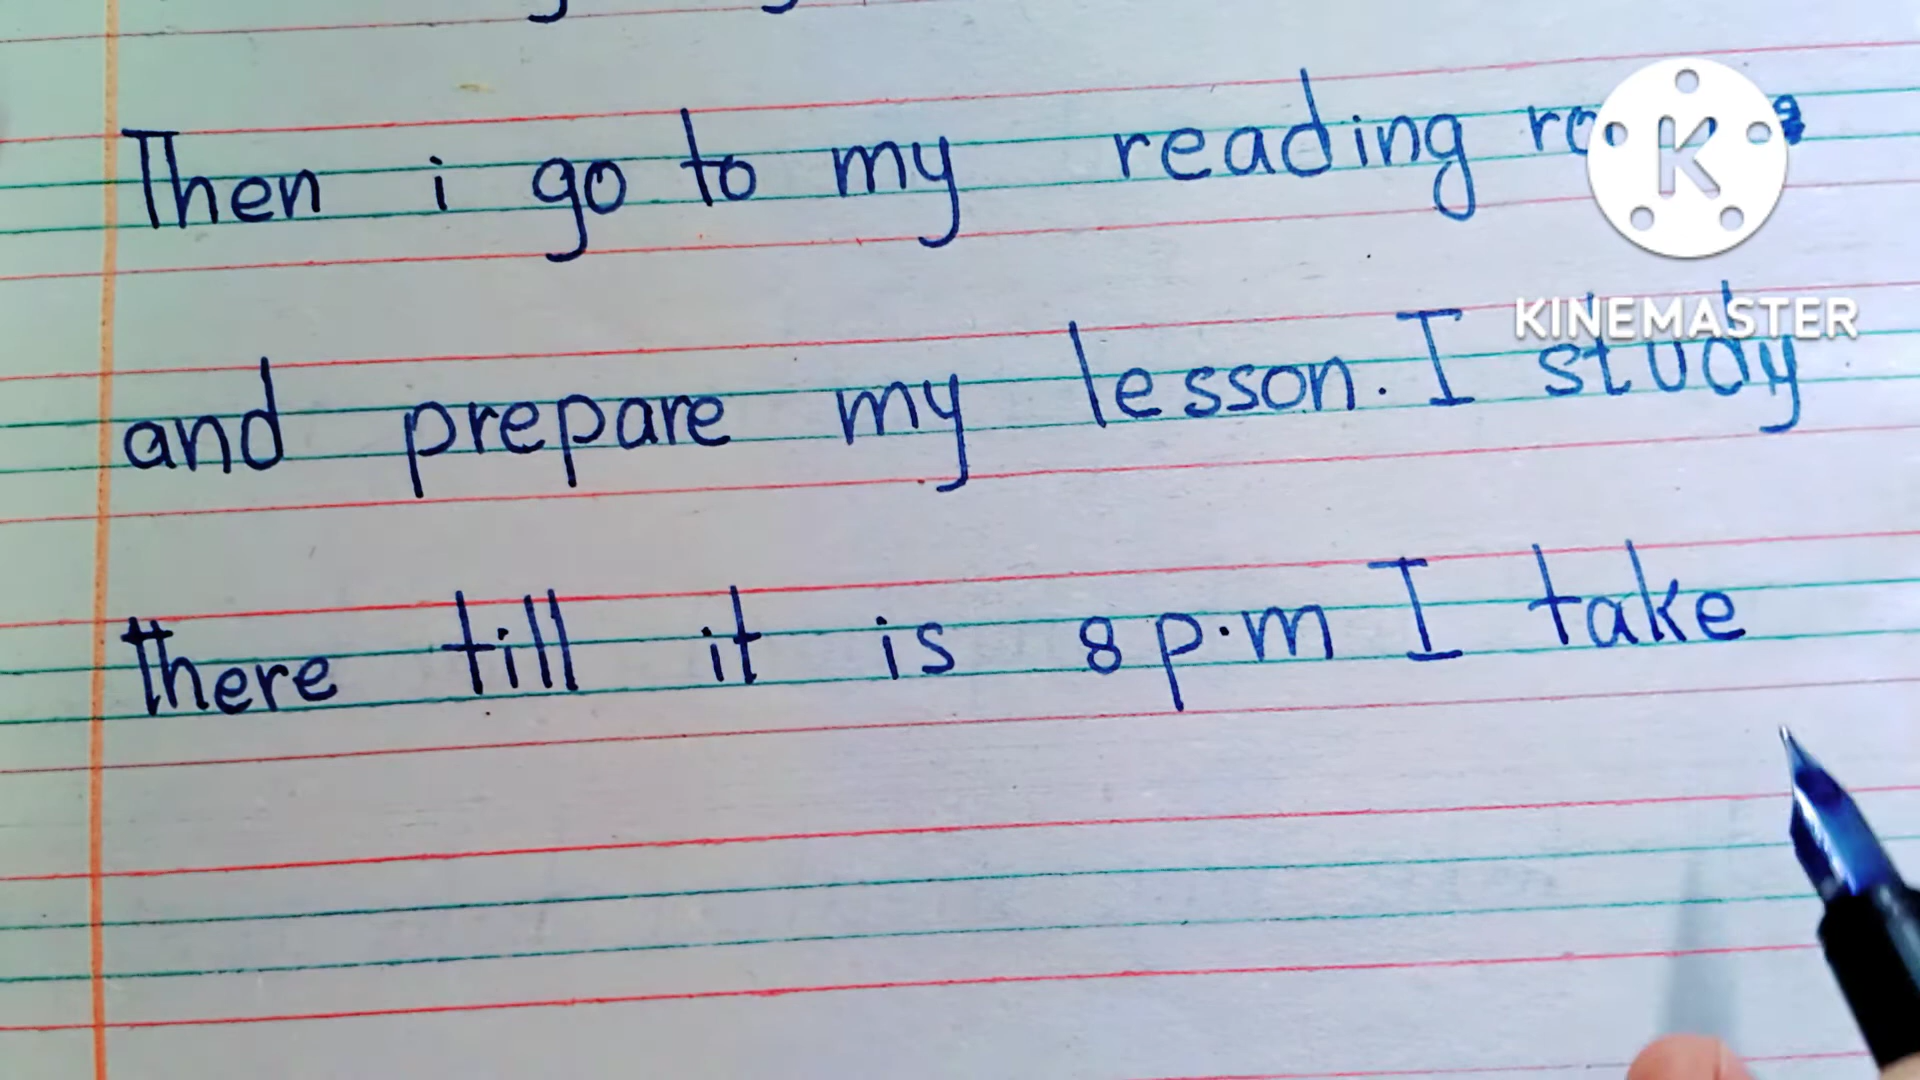 Then i go to my reading
and prepare my lesson. I study
there till it is 8 p.m I take
K
KINEMASTER